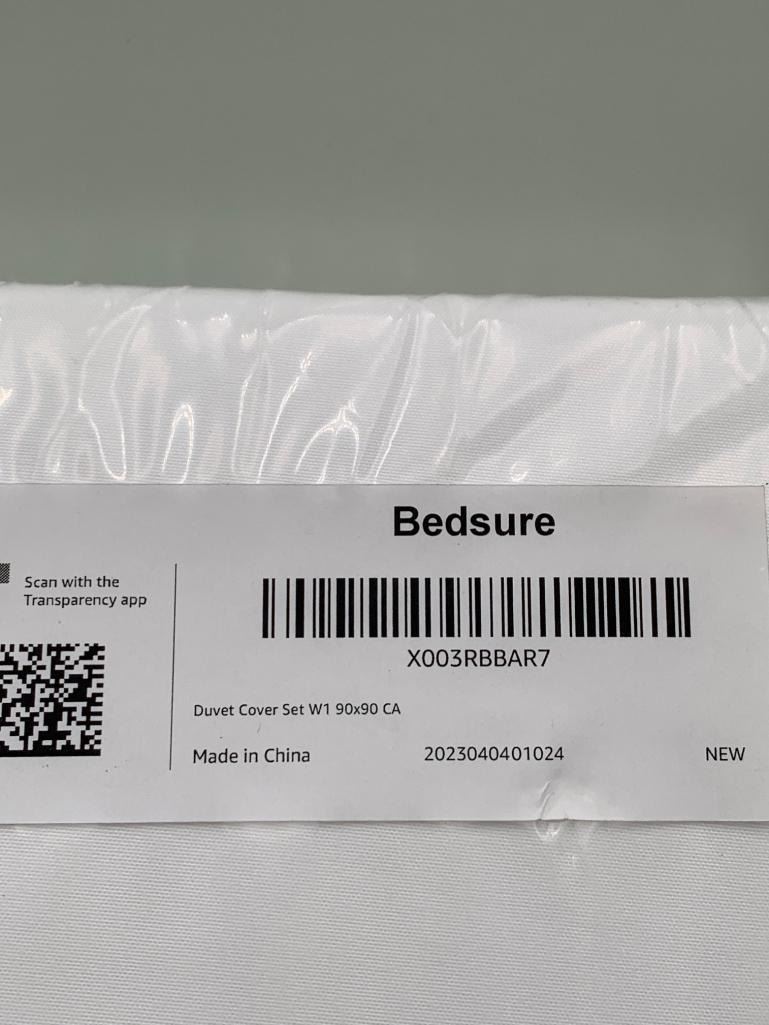 Bedsure
Scan with the
Transparency app
X003RBBAR7
Duvet Cover Set W1 90x90 CA
Made in China 2023040401024 NEW